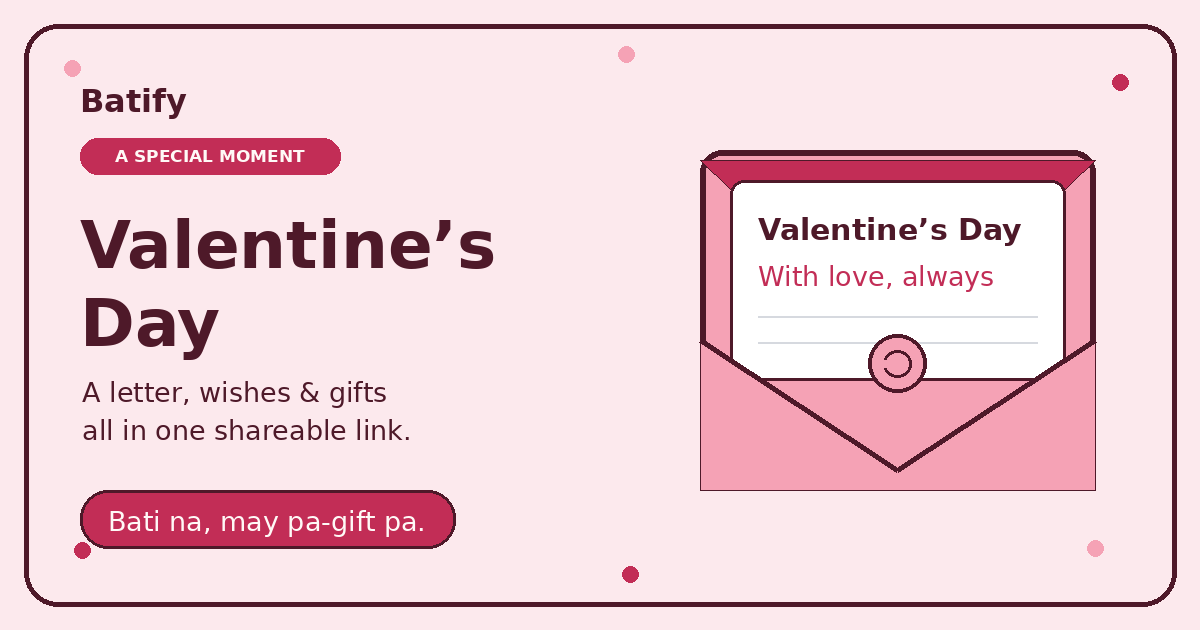 Batify
A SPECIAL MOMENT
Valentine’s
Day
A letter, wishes & gifts
all in one shareable link.
Bati na, may pa-gift pa.
Valentine’s Day
With love, always